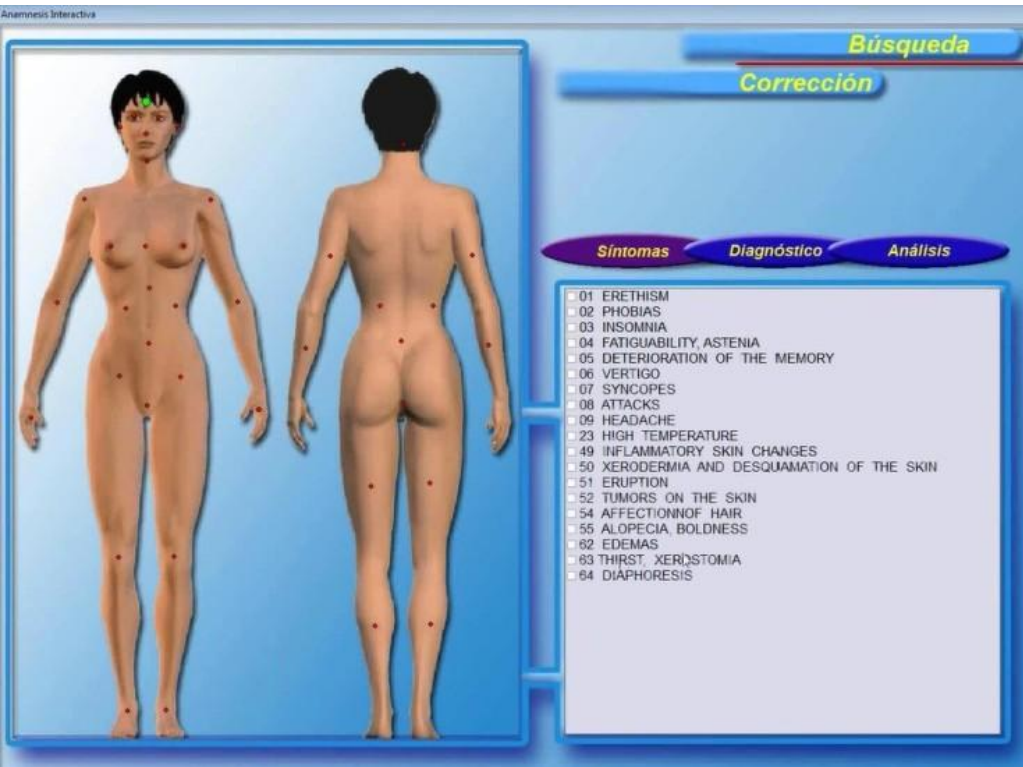 Anamnesis Interactiva
Búsqueda
Corrección
Síntomas Diagnóstico Análisis
01 ERETHISM
02 PHOBIAS
03 INSOMNIA
04 FATIGUABILITY, ASTENIA
05 DETERIORATION OF THE MEMORY
06 VERTIGO
07 SYNCOPES
08 ATTACKS
09 HEADACHE
23 HIGH TEMPERATURE
49 INFLAMMATORY SKIN CHANGES
50 XERODERMIA AND DESQUAMATION OF THE SKIN
51 ERUPTION
52 TUMORS ON THE SKIN
54 AFFECTIONNOF HAIR
55 ALOPECIA, BOLDNESS
62 EDEMAS
63 THIRST, XEROSTOMIA
64 DIAPHORESIS